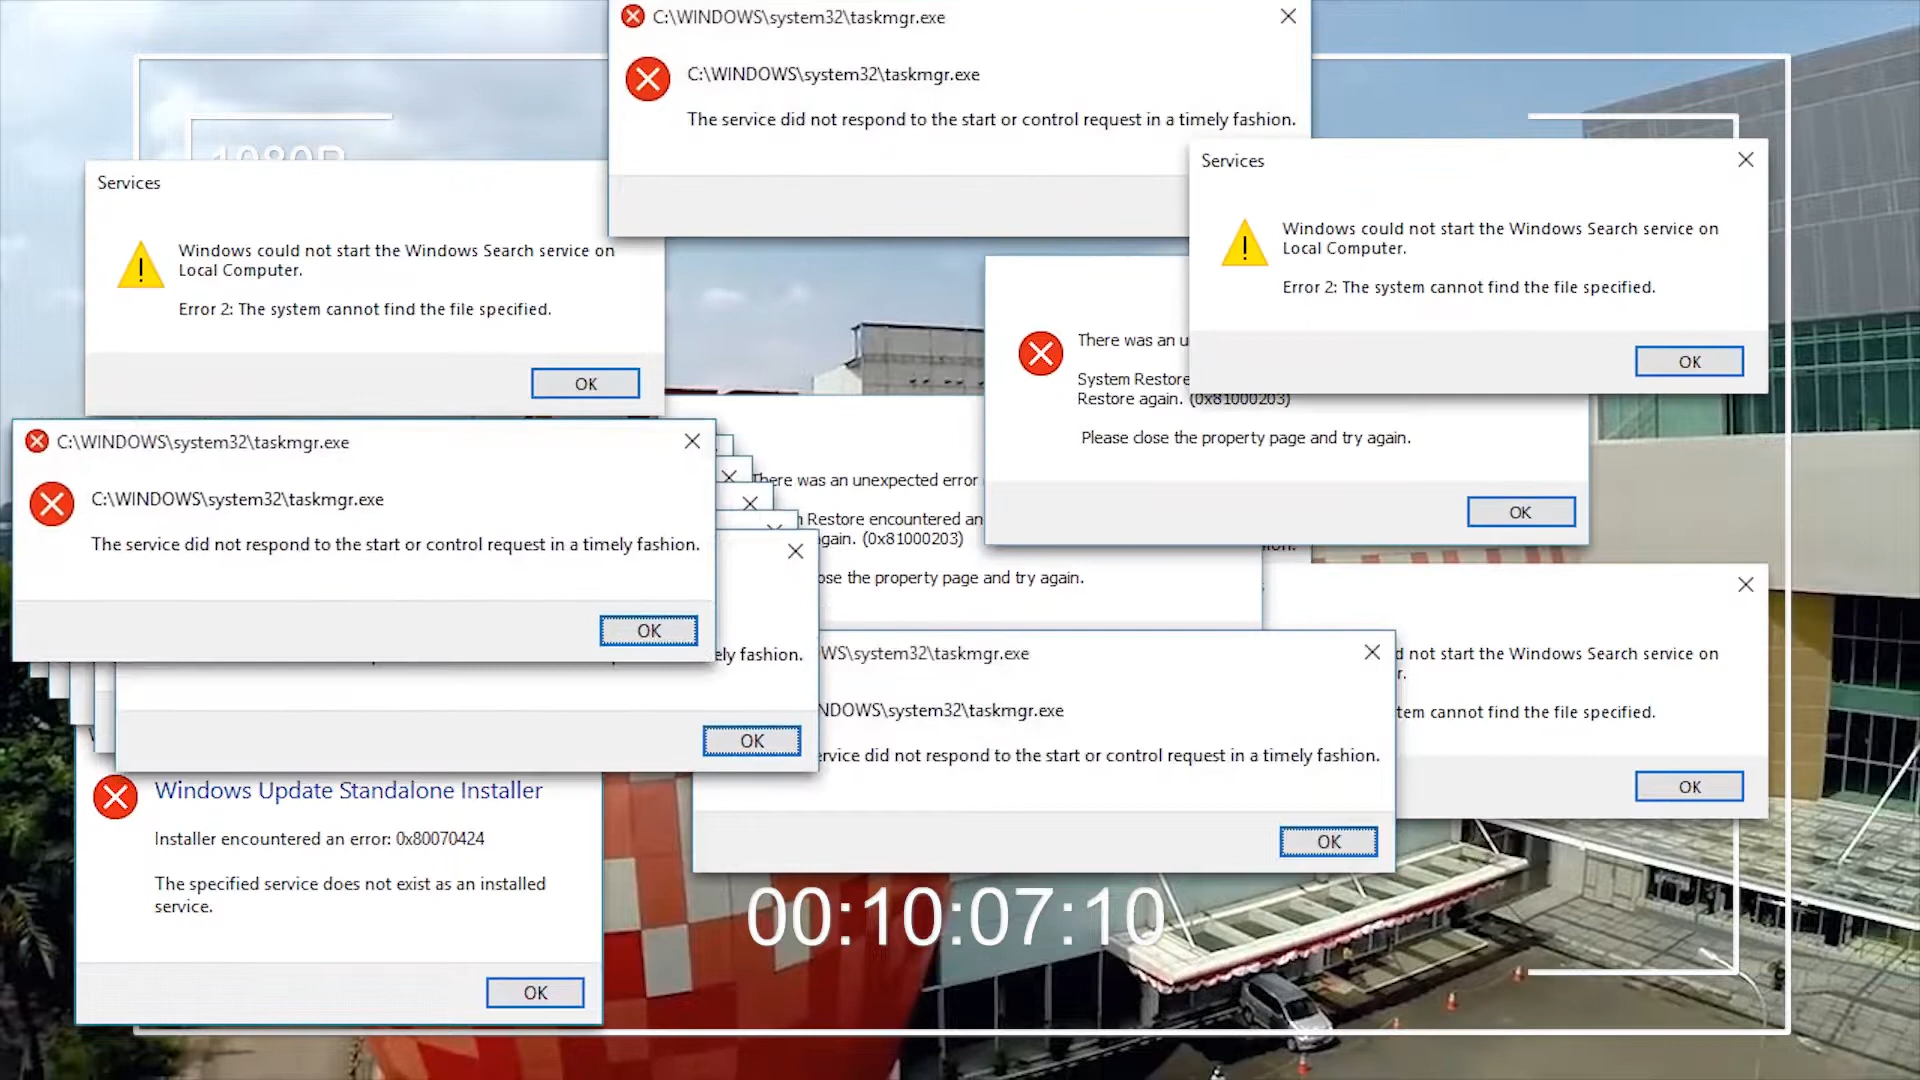 C:\WINDOWS\system32\taskmgr.exe
C:\WINDOWS\system32\taskmgr.exe
The service did not respond to the start or control request in a timely fashion.
1080P
Services
Windows could not start the Windows Search service on
Local Computer.
Error 2: The system cannot find the file specified.
OK
Services
Windows could not start the Windows Search service on
Local Computer.
Error 2: The system cannot find the file specified.
OK
There was an u
System Restore
Restore again. (0x81000203)
Please close the property page and try again.
OK
C:\WINDOWS\system32\taskmgr.exe
C:\WINDOWS\system32\taskmgr.exe
The service did not respond to the start or control request in a timely fashion.
OK
There was an unexpected error
Restore encountered an
again. (0x81000203)
ose the property page and try again.
hion.
ely fashion.
OK
WS\system32\taskmgr.exe
NDOWS\system32\taskmgr.exe
ervice did not respond to the start or control request in a timely fashion.
OK
d not start the Windows Search service on
r.
tem cannot find the file specified.
OK
Windows Update Standalone Installer
Installer encountered an error: 0x80070424
The specified service does not exist as an installed
service.
OK
00:10:07:10